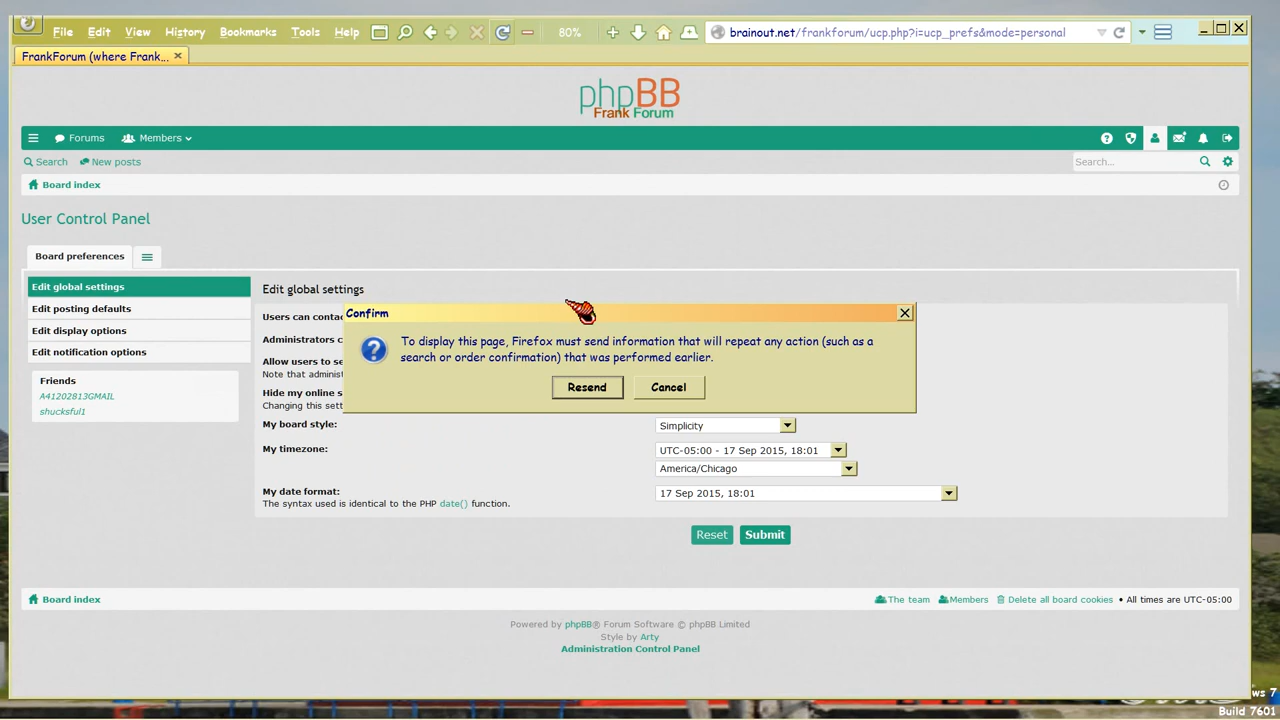 File Edit View History Bookmarks Tools Help 80% brainout.net/frankforum/ucp.php?i=ucp_prefs&mode=personal
FrankForum (where Frank...
phpBB
Frank Forum
Forums Members
Search New posts Search...
Board index
User Control Panel
Board preferences
Edit global settings
Edit posting defaults
Edit display options
Edit notification options
Friends
A41202813GMAIL
shucksful1
Edit global settings
Users can conta
Administrators c
Allow users to se
Note that administ
Hide my online s
Changing this sett
Confirm
To display this page, Firefox must send information that will repeat any action (such as a
search or order confirmation) that was performed earlier.
Resend Cancel
My board style: Simplicity
My timezone: UTC-05:00 - 17 Sep 2015, 18:01
America/Chicago
My date format: 17 Sep 2015, 18:01
The syntax used is identical to the PHP date() function.
Reset Submit
Board index The team Members Delete all board cookies • All times are UTC-05:00
Powered by phpBB® Forum Software © phpBB Limited
Style by Arty
Administration Control Panel
ws 7
Build 7601